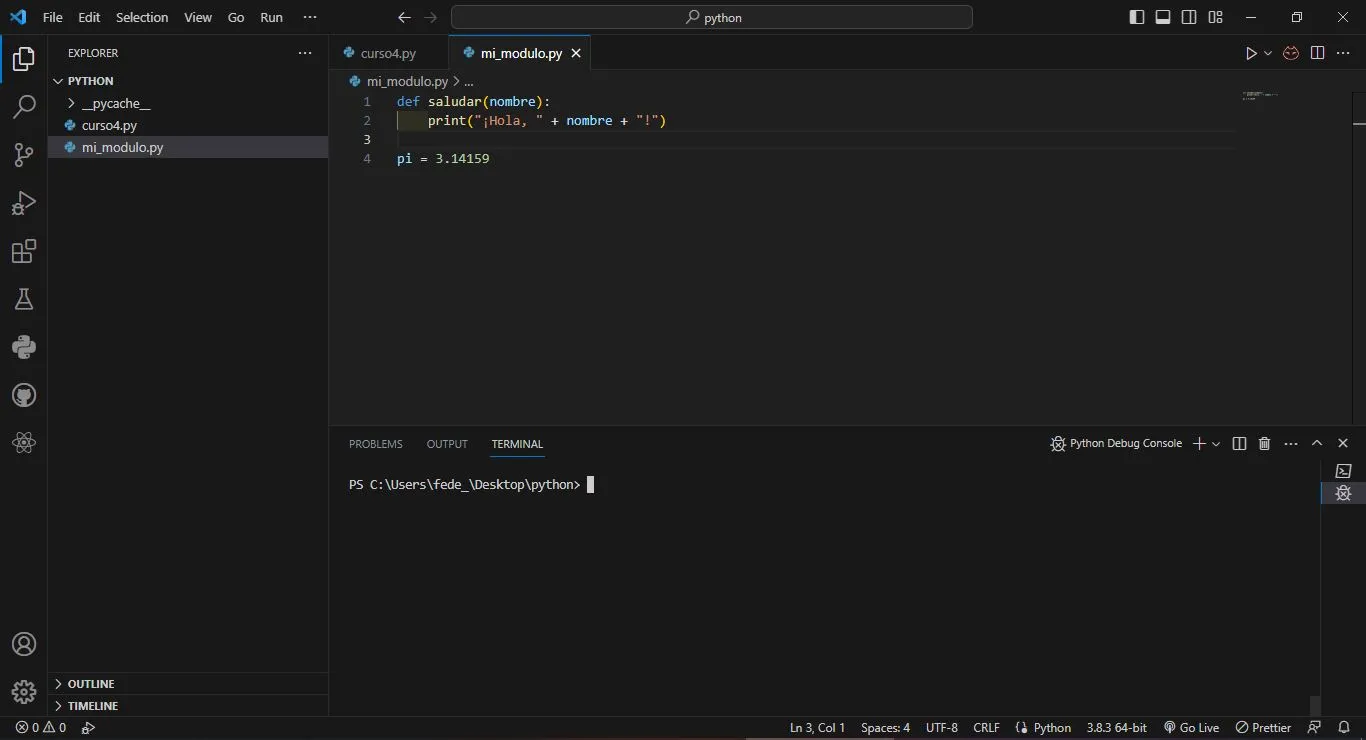 File Edit Selection View Go Run ···
python
EXPLORER ···
PYTHON
__pycache__
curso4.py
mi_modulo.py
OUTLINE
TIMELINE
curso4.py mi_modulo.py
mi_modulo.py > ...
1 def saludar(nombre):
2 print("¡Hola, " + nombre + "!")
3
4 pi = 3.14159
PROBLEMS OUTPUT TERMINAL Python Debug Console
PS C:\Users\fede_\Desktop\python>
0 0 Ln 3, Col 1 Spaces: 4 UTF-8 CRLF Python 3.8.3 64-bit Go Live Prettier